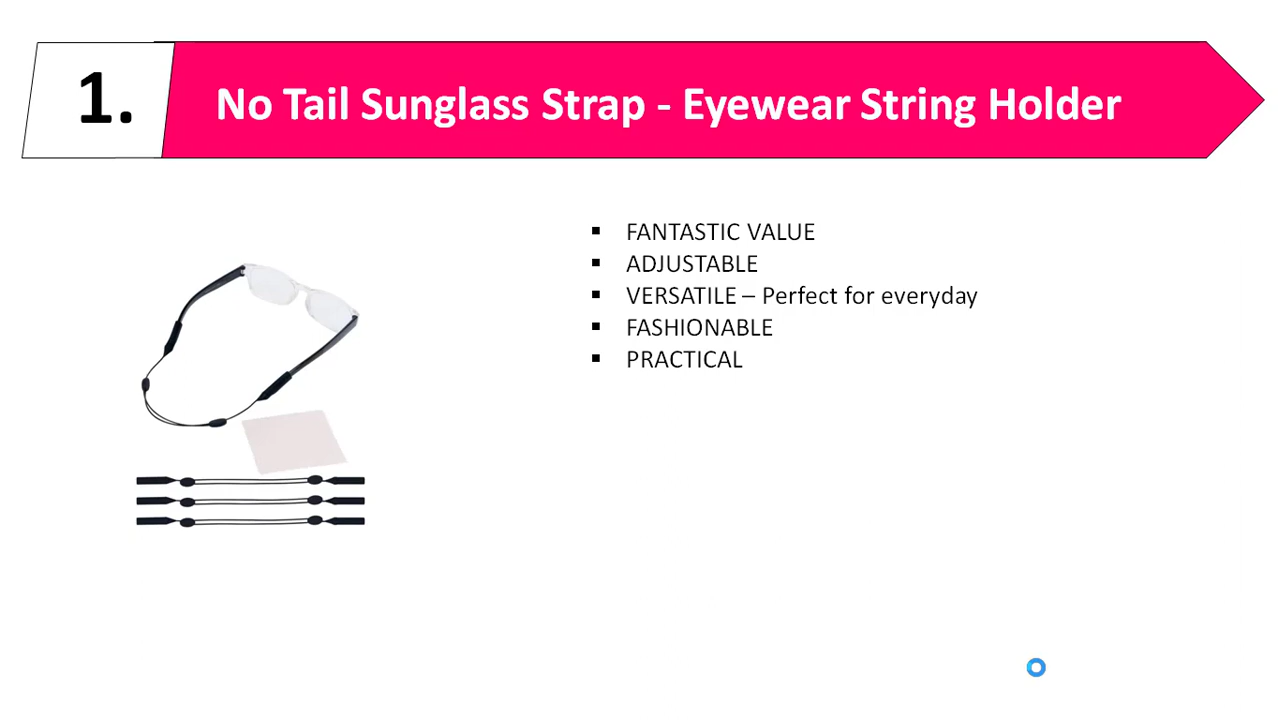 1.
No Tail Sunglass Strap - Eyewear String Holder
▪ FANTASTIC VALUE
▪ ADJUSTABLE
▪ VERSATILE – Perfect for everyday
▪ FASHIONABLE
▪ PRACTICAL